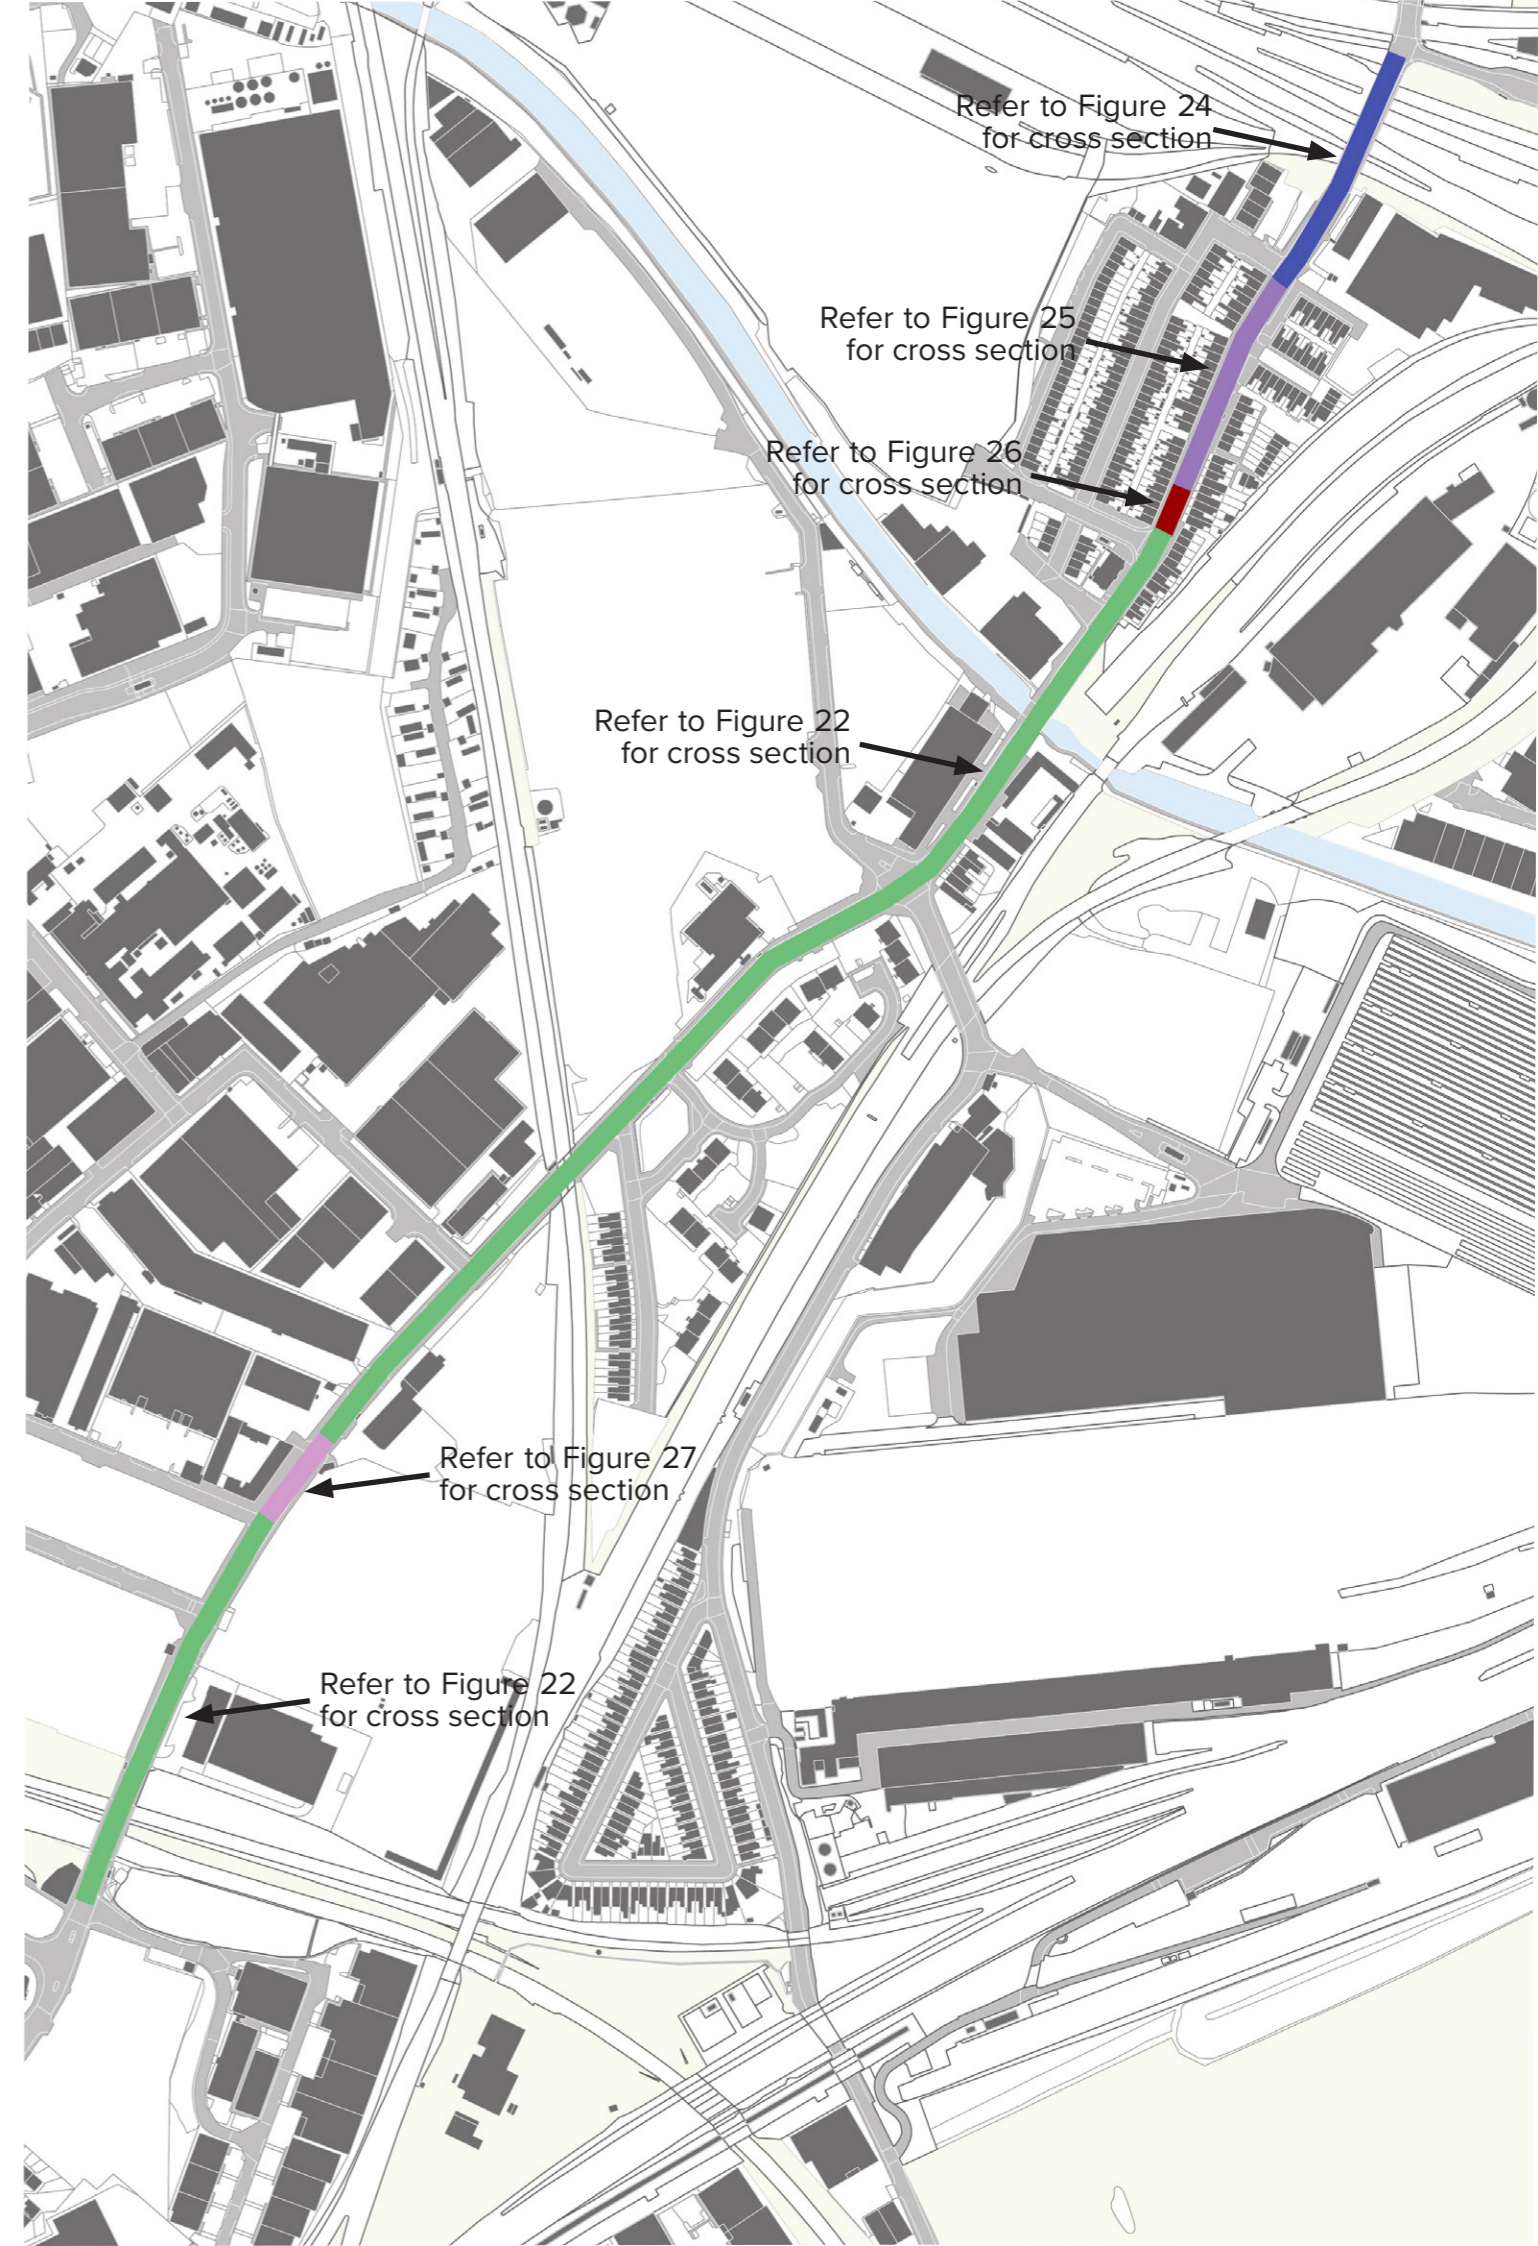 Refer to Figure 24
for cross section
Refer to Figure 25
for cross section
Refer to Figure 26
for cross section
Refer to Figure 22
for cross section
Refer to Figure 27
for cross section
Refer to Figure 22
for cross section